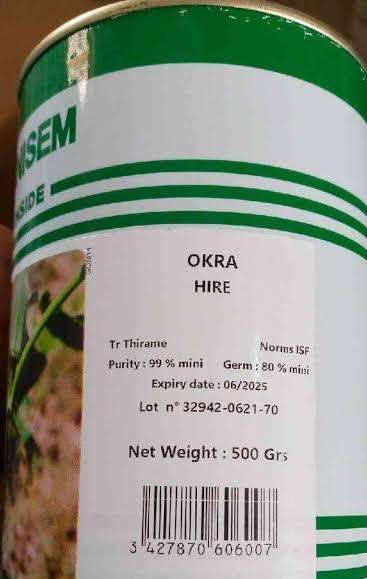 NSIDE
OKRA
HIRE
Tr Thirame Norms ISF
Purity : 99 % mini Germ : 80 % mini
Expiry date : 06/2025
Lot n° 32942-0621-70
Net Weight : 500 Grs
3 427870 606007